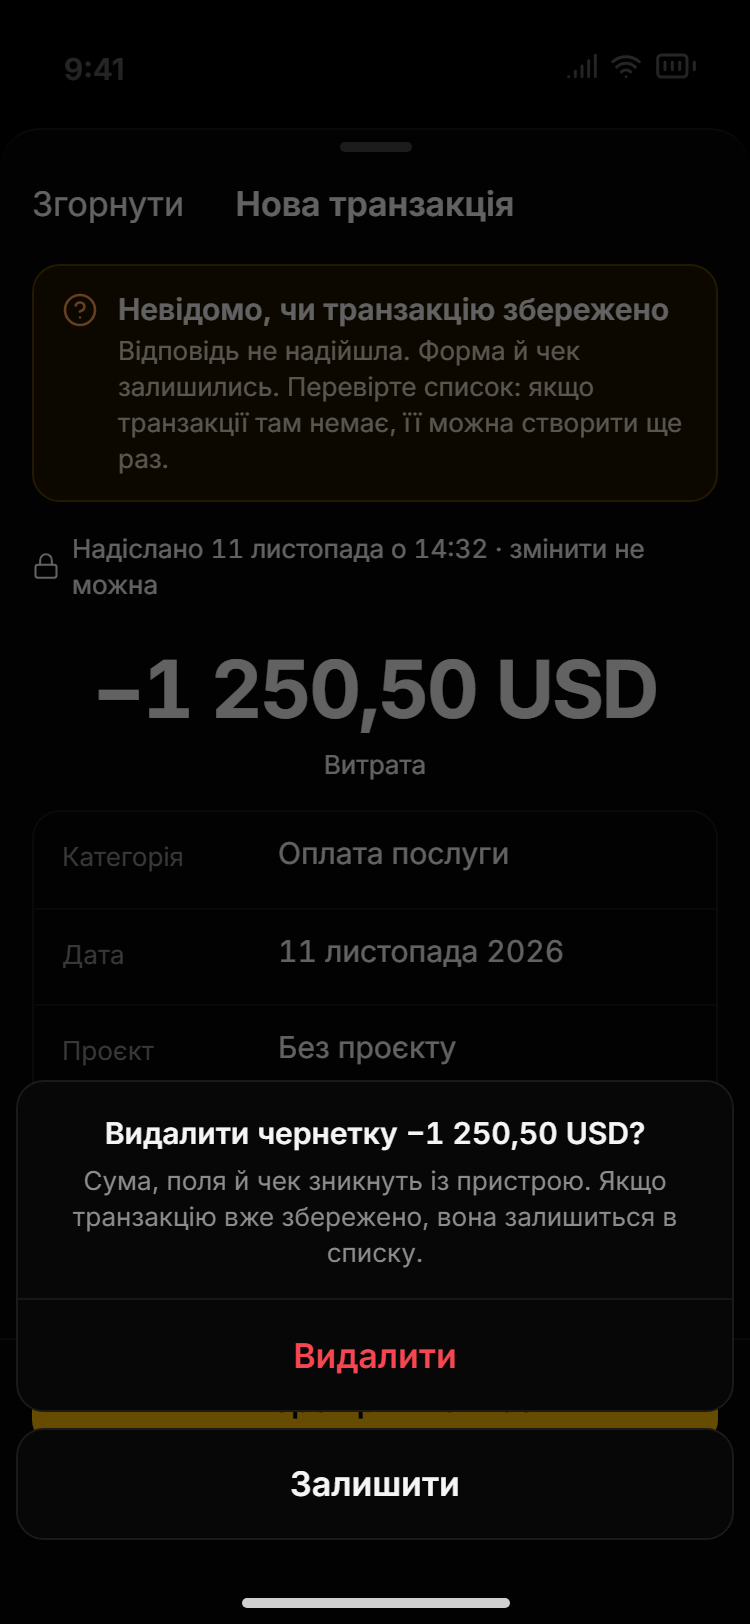 9:41
Згорнути Нова транзакція
Невідомо, чи транзакцію збережено
Відповідь не надійшла. Форма й чек
залишились. Перевірте список: якщо
транзакції там немає, її можна створити ще
раз.
Надіслано 11 листопада о 14:32 · змінити не
можна
−1 250,50 USD
Витрата
Категорія Оплата послуги
Дата 11 листопада 2026
Проєкт Без проєкту
Видалити чернетку −1 250,50 USD?
Сума, поля й чек зникнуть із пристрою. Якщо
транзакцію вже збережено, вона залишиться в
списку.
Видалити
Залишити